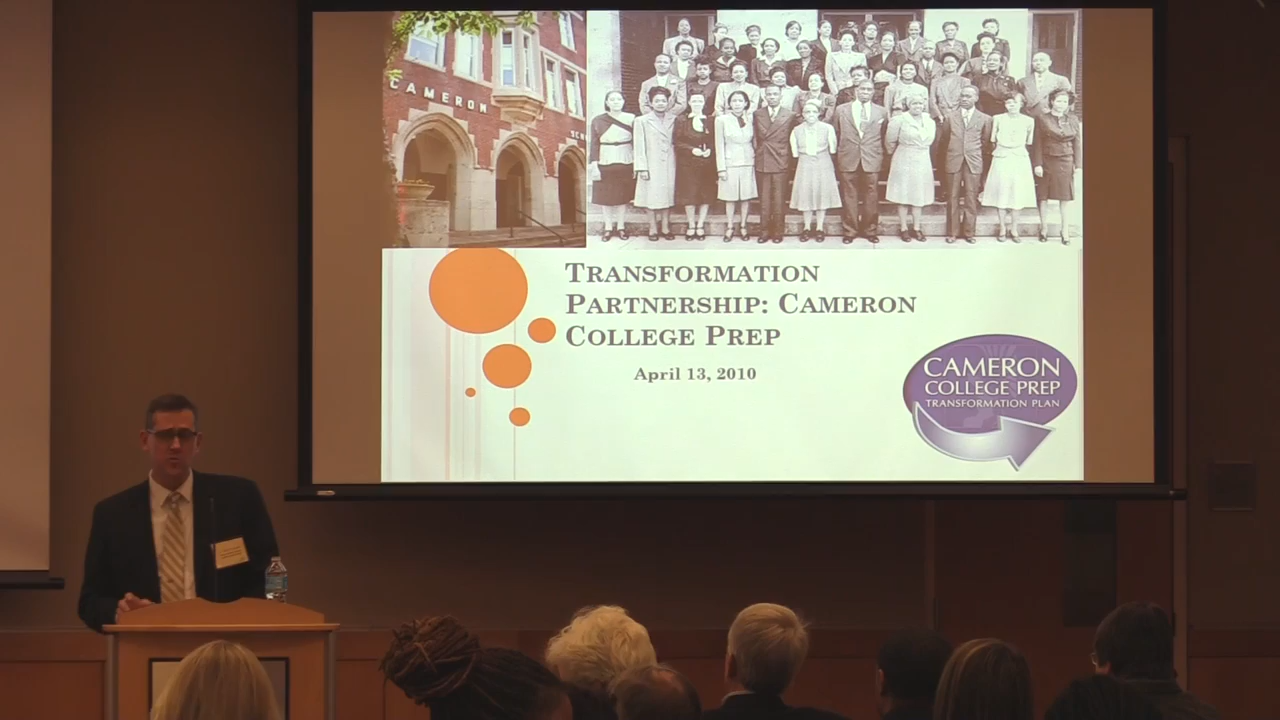 CAMERON
TRANSFORMATION
PARTNERSHIP: CAMERON
COLLEGE PREP
April 13, 2010
CAMERON
COLLEGE PREP
TRANSFORMATION PLAN